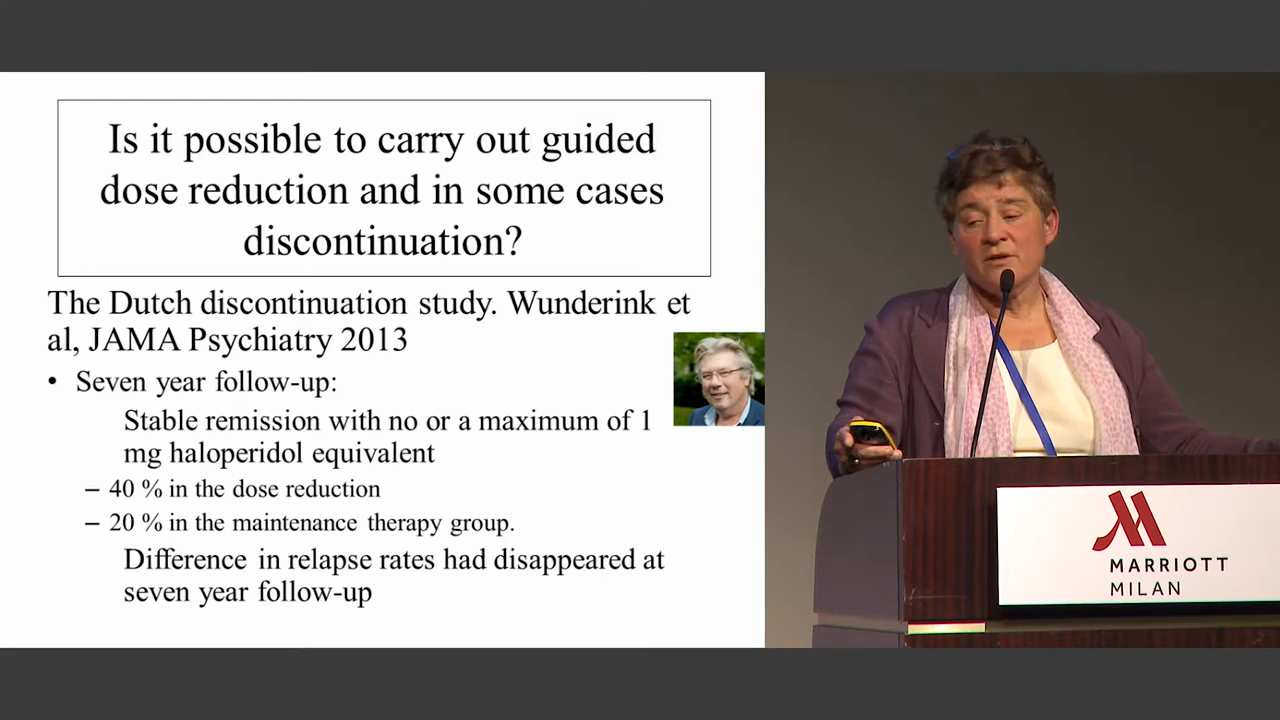 Is it possible to carry out guided
dose reduction and in some cases
discontinuation?
The Dutch discontinuation study. Wunderink et
al, JAMA Psychiatry 2013
• Seven year follow-up:
Stable remission with no or a maximum of 1
mg haloperidol equivalent
– 40 % in the dose reduction
– 20 % in the maintenance therapy group.
Difference in relapse rates had disappeared at
seven year follow-up
MARRIOTT
MILAN